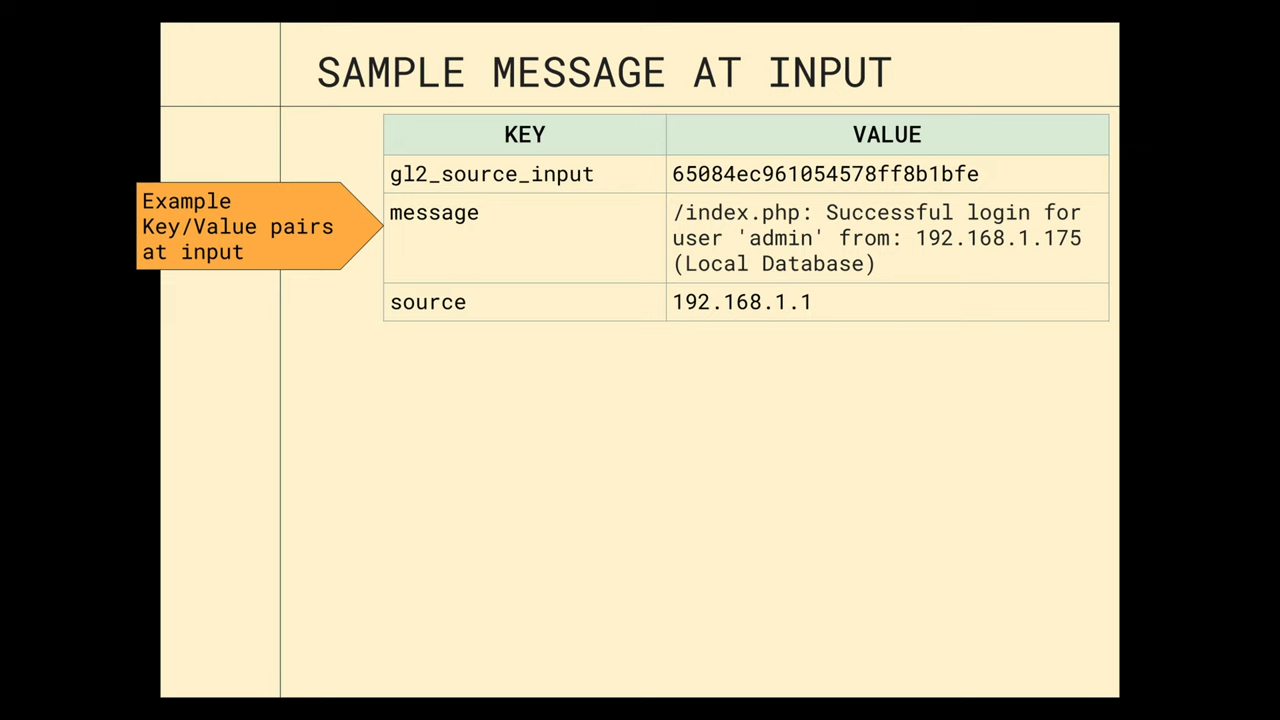 SAMPLE MESSAGE AT INPUT
KEY VALUE
gl2_source_input 65084ec961054578ff8b1bfe
message /index.php: Successful login for
user 'admin' from: 192.168.1.175
(Local Database)
source 192.168.1.1
Example
Key/Value pairs
at input